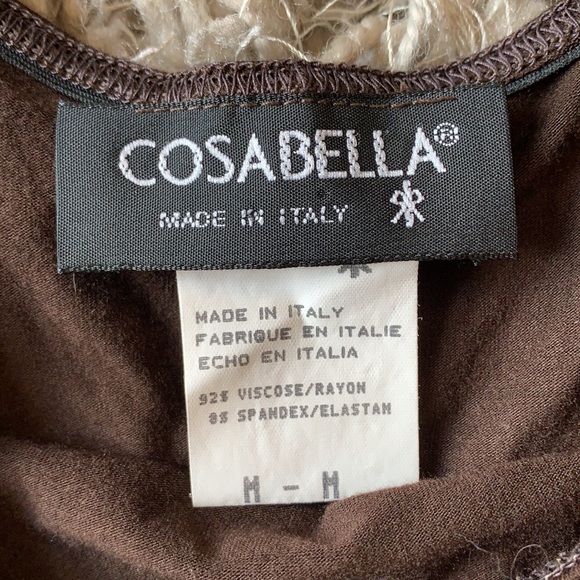 COSABELLA®
MADE IN ITALY
MADE IN ITALY
FABRIQUE EN ITALIE
ECHO EN ITALIA
92% VISCOSE/RAYON
8% SPANDEX/ELASTAN
M - M